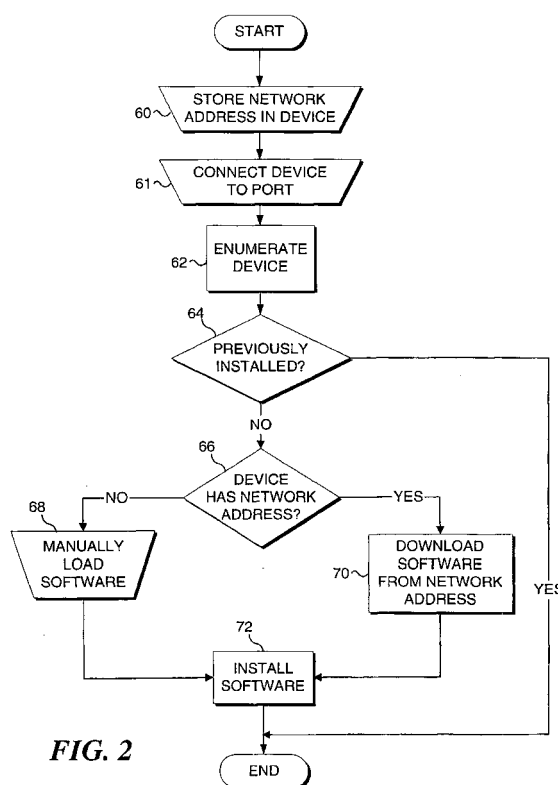 START
STORE NETWORK
ADDRESS IN DEVICE
60
CONNECT DEVICE
TO PORT
61
ENUMERATE
DEVICE
62
64
PREVIOUSLY
INSTALLED?
NO
66
DEVICE
HAS NETWORK
ADDRESS?
NO
YES
68
MANUALLY
LOAD
SOFTWARE
DOWNLOAD
SOFTWARE
FROM NETWORK
ADDRESS
70
YES
72
INSTALL
SOFTWARE
FIG. 2
END